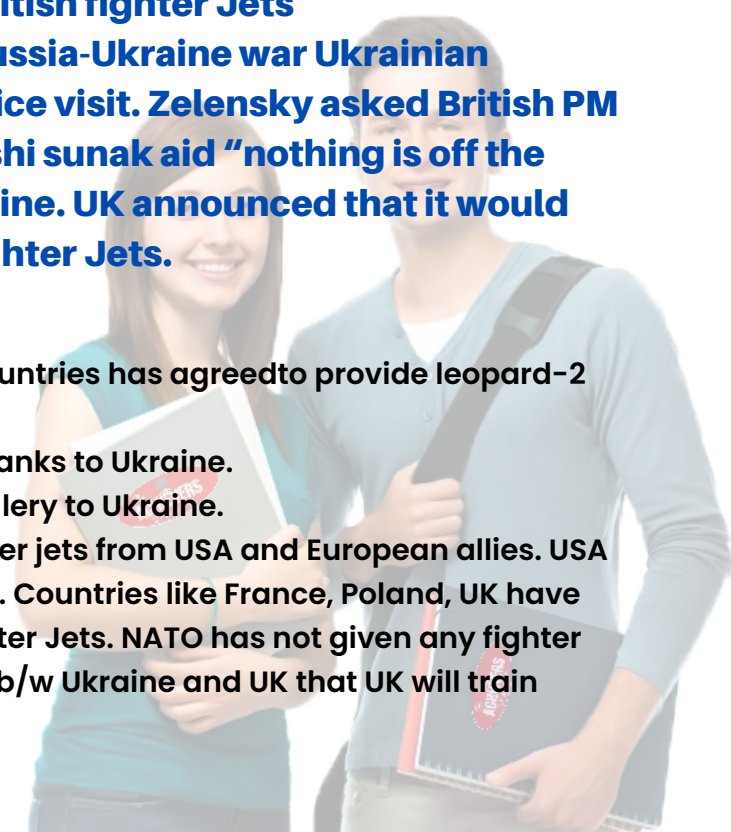 itish fighter Jets
ussia-Ukraine war Ukrainian
ice visit. Zelensky asked British PM
shi sunak aid “nothing is off the
ine. UK announced that it would
hter Jets.
untries has agreedto provide leopard-2
anks to Ukraine.
lery to Ukraine.
er jets from USA and European allies. USA
. Countries like France, Poland, UK have
ter Jets. NATO has not given any fighter
b/w Ukraine and UK that UK will train